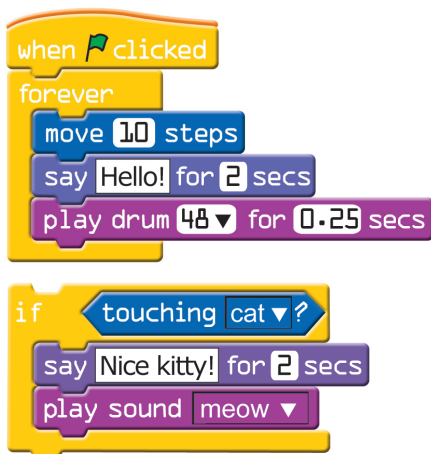 when clicked
forever
move 10 steps
say Hello! for 2 secs
play drum 48 for 0.25 secs
if touching cat ?
say Nice kitty! for 2 secs
play sound meow